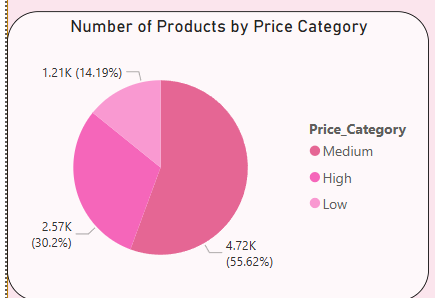 Number of Products by Price Category
1.21K (14.19%)
Price_Category
Medium
High
Low
2.57K
(30.2%)
4.72K
(55.62%)